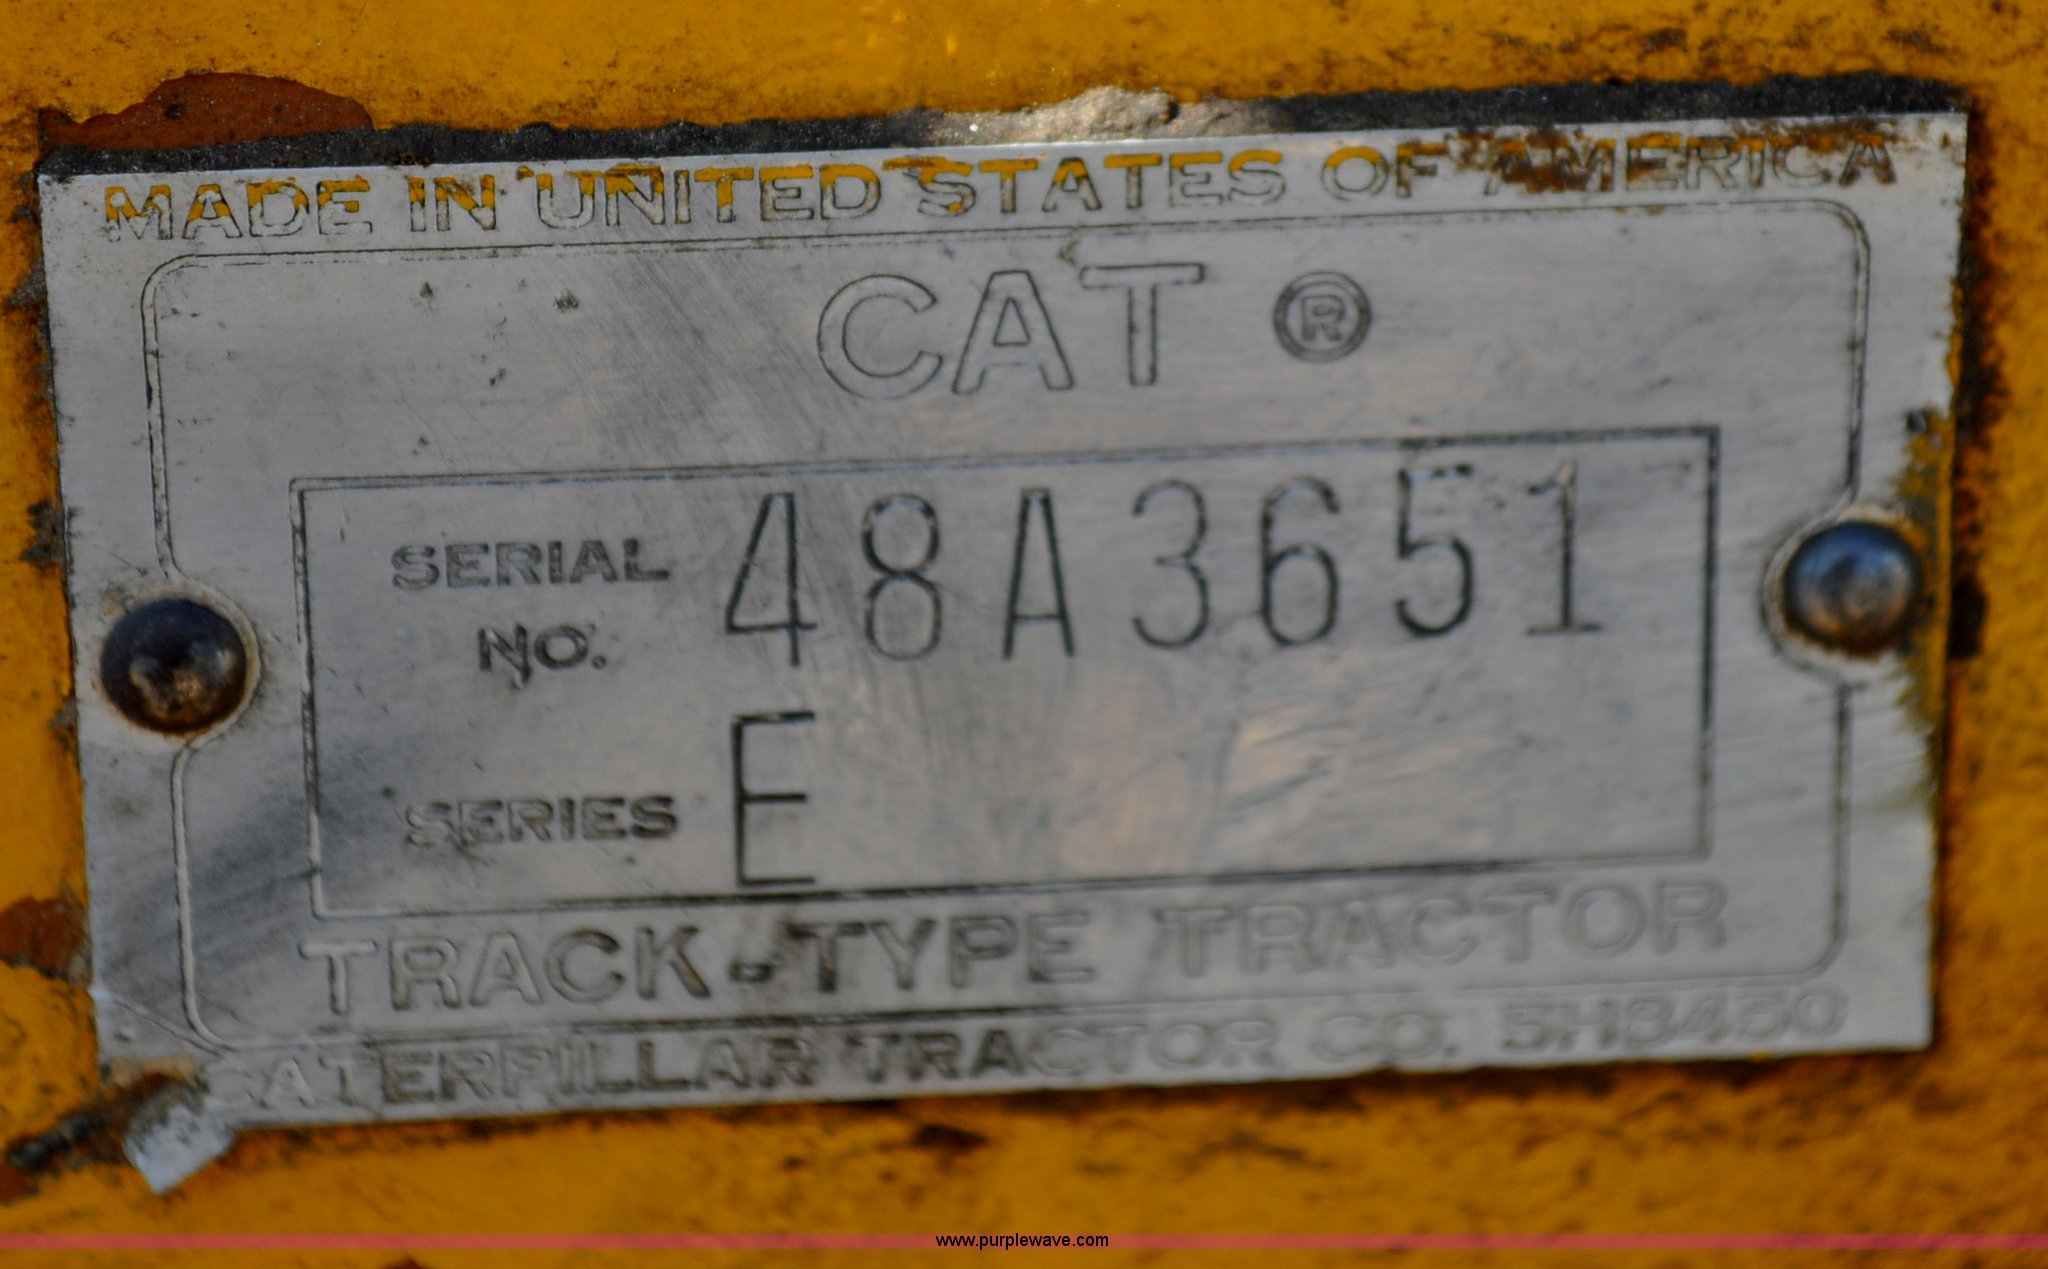 MADE IN UNITED STATES OF AMERICA
CAT ®
SERIAL NO. 48A3651
SERIES E
TRACK-TYPE TRACTOR
CATERPILLAR TRACTOR CO. 5H3450
www.purplewave.com